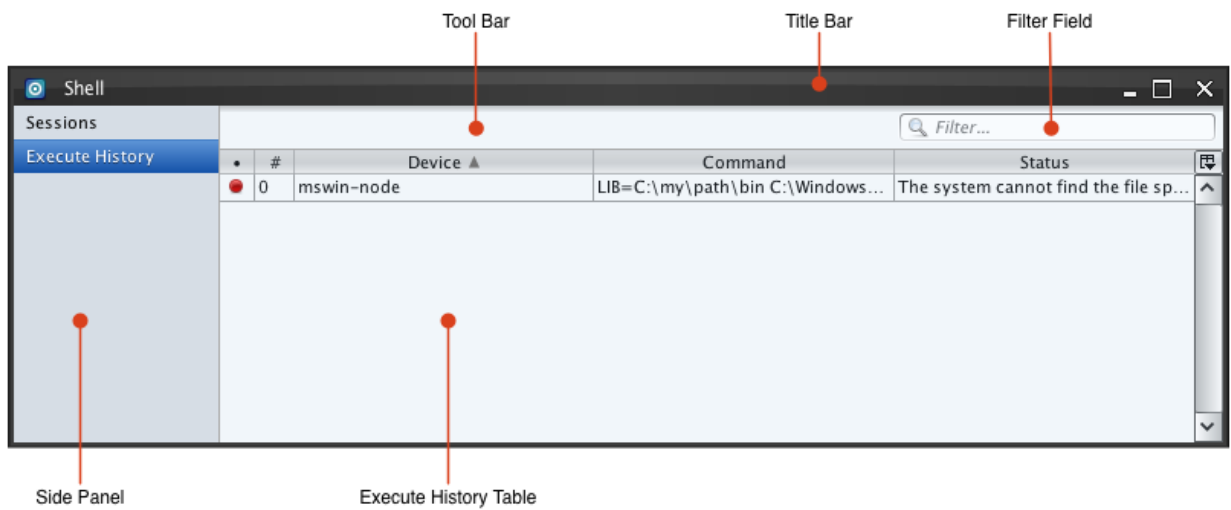 Tool Bar Title Bar Filter Field
Shell
Sessions
Filter...
Execute History
• # Device ▲ Command Status
0 mswin-node LIB=C:\my\path\bin C:\Windows... The system cannot find the file sp...
Side Panel Execute History Table